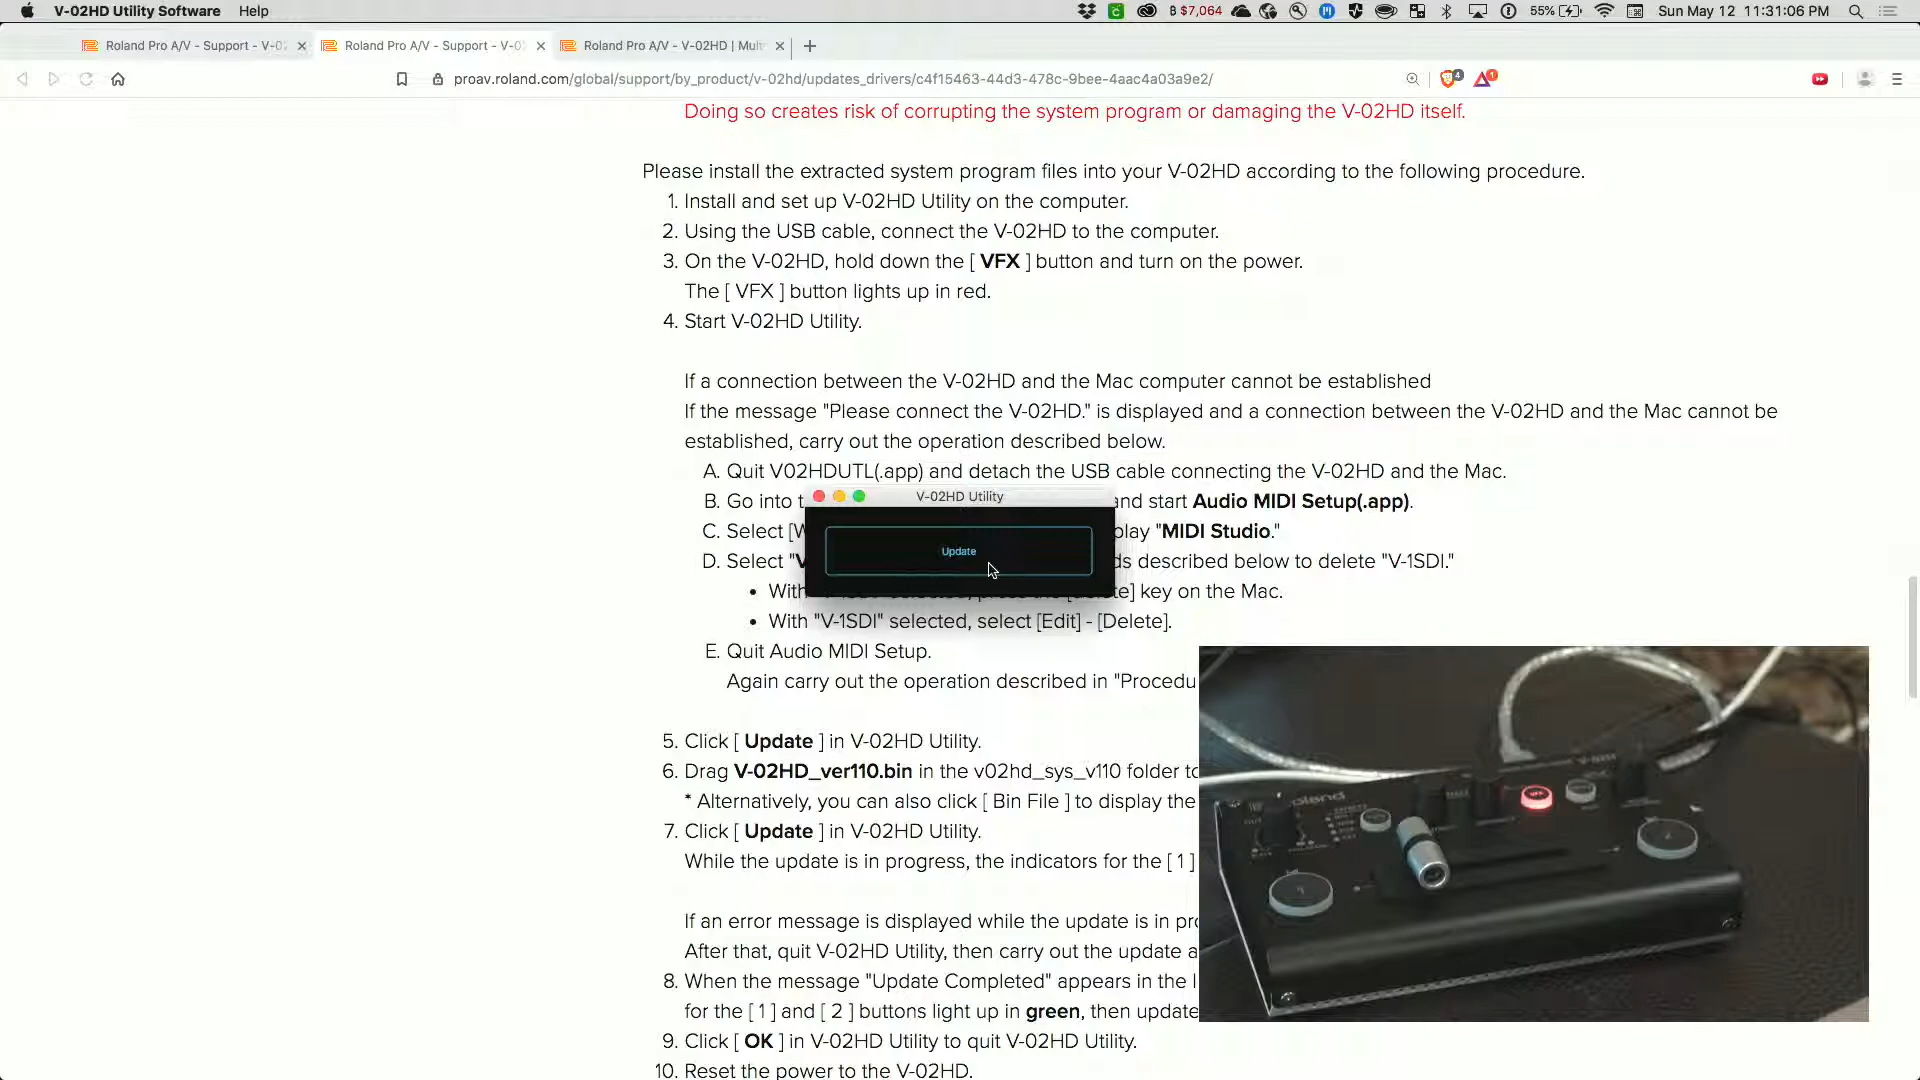 V-02HD Utility Software Help $7,064 55% Sun May 12 11:31:06 PM
Roland Pro A/V - Support - V-02 Roland Pro A/V - Support - V-02 Roland Pro A/V - V-02HD | Mult
proav.roland.com/global/support/by_product/v-02hd/updates_drivers/c4f15463-44d3-478c-9bee-4aac4a03a9e2/ 4 1
Doing so creates risk of corrupting the system program or damaging the V-02HD itself.
Please install the extracted system program files into your V-02HD according to the following procedure.
1. Install and set up V-02HD Utility on the computer.
2. Using the USB cable, connect the V-02HD to the computer.
3. On the V-02HD, hold down the [ VFX ] button and turn on the power.
The [ VFX ] button lights up in red.
4. Start V-02HD Utility.
If a connection between the V-02HD and the Mac computer cannot be established
If the message "Please connect the V-02HD." is displayed and a connection between the V-02HD and the Mac cannot be
established, carry out the operation described below.
A. Quit V02HDUTL(.app) and detach the USB cable connecting the V-02HD and the Mac.
V-02HD Utility
B. Go into and start Audio MIDI Setup(.app).
C. Select play "MIDI Studio."
Update
D. Select described below to delete "V-1SDI."
• With key on the Mac.
• With "V-1SDI" selected, select [Edit] - [Delete].
E. Quit Audio MIDI Setup.
Again carry out the operation described in "Procedu
5. Click [ Update ] in V-02HD Utility.
6. Drag V-02HD_ver110.bin in the v02hd_sys_v110 folder to
* Alternatively, you can also click [ Bin File ] to display the
7. Click [ Update ] in V-02HD Utility.
While the update is in progress, the indicators for the [ 1 ]
If an error message is displayed while the update is in pro
After that, quit V-02HD Utility, then carry out the update a
8. When the message "Update Completed" appears in the
for the [ 1 ] and [ 2 ] buttons light up in green, then update
9. Click [ OK ] in V-02HD Utility to quit V-02HD Utility.
10. Reset the power to the V-02HD.
Roland
VFX